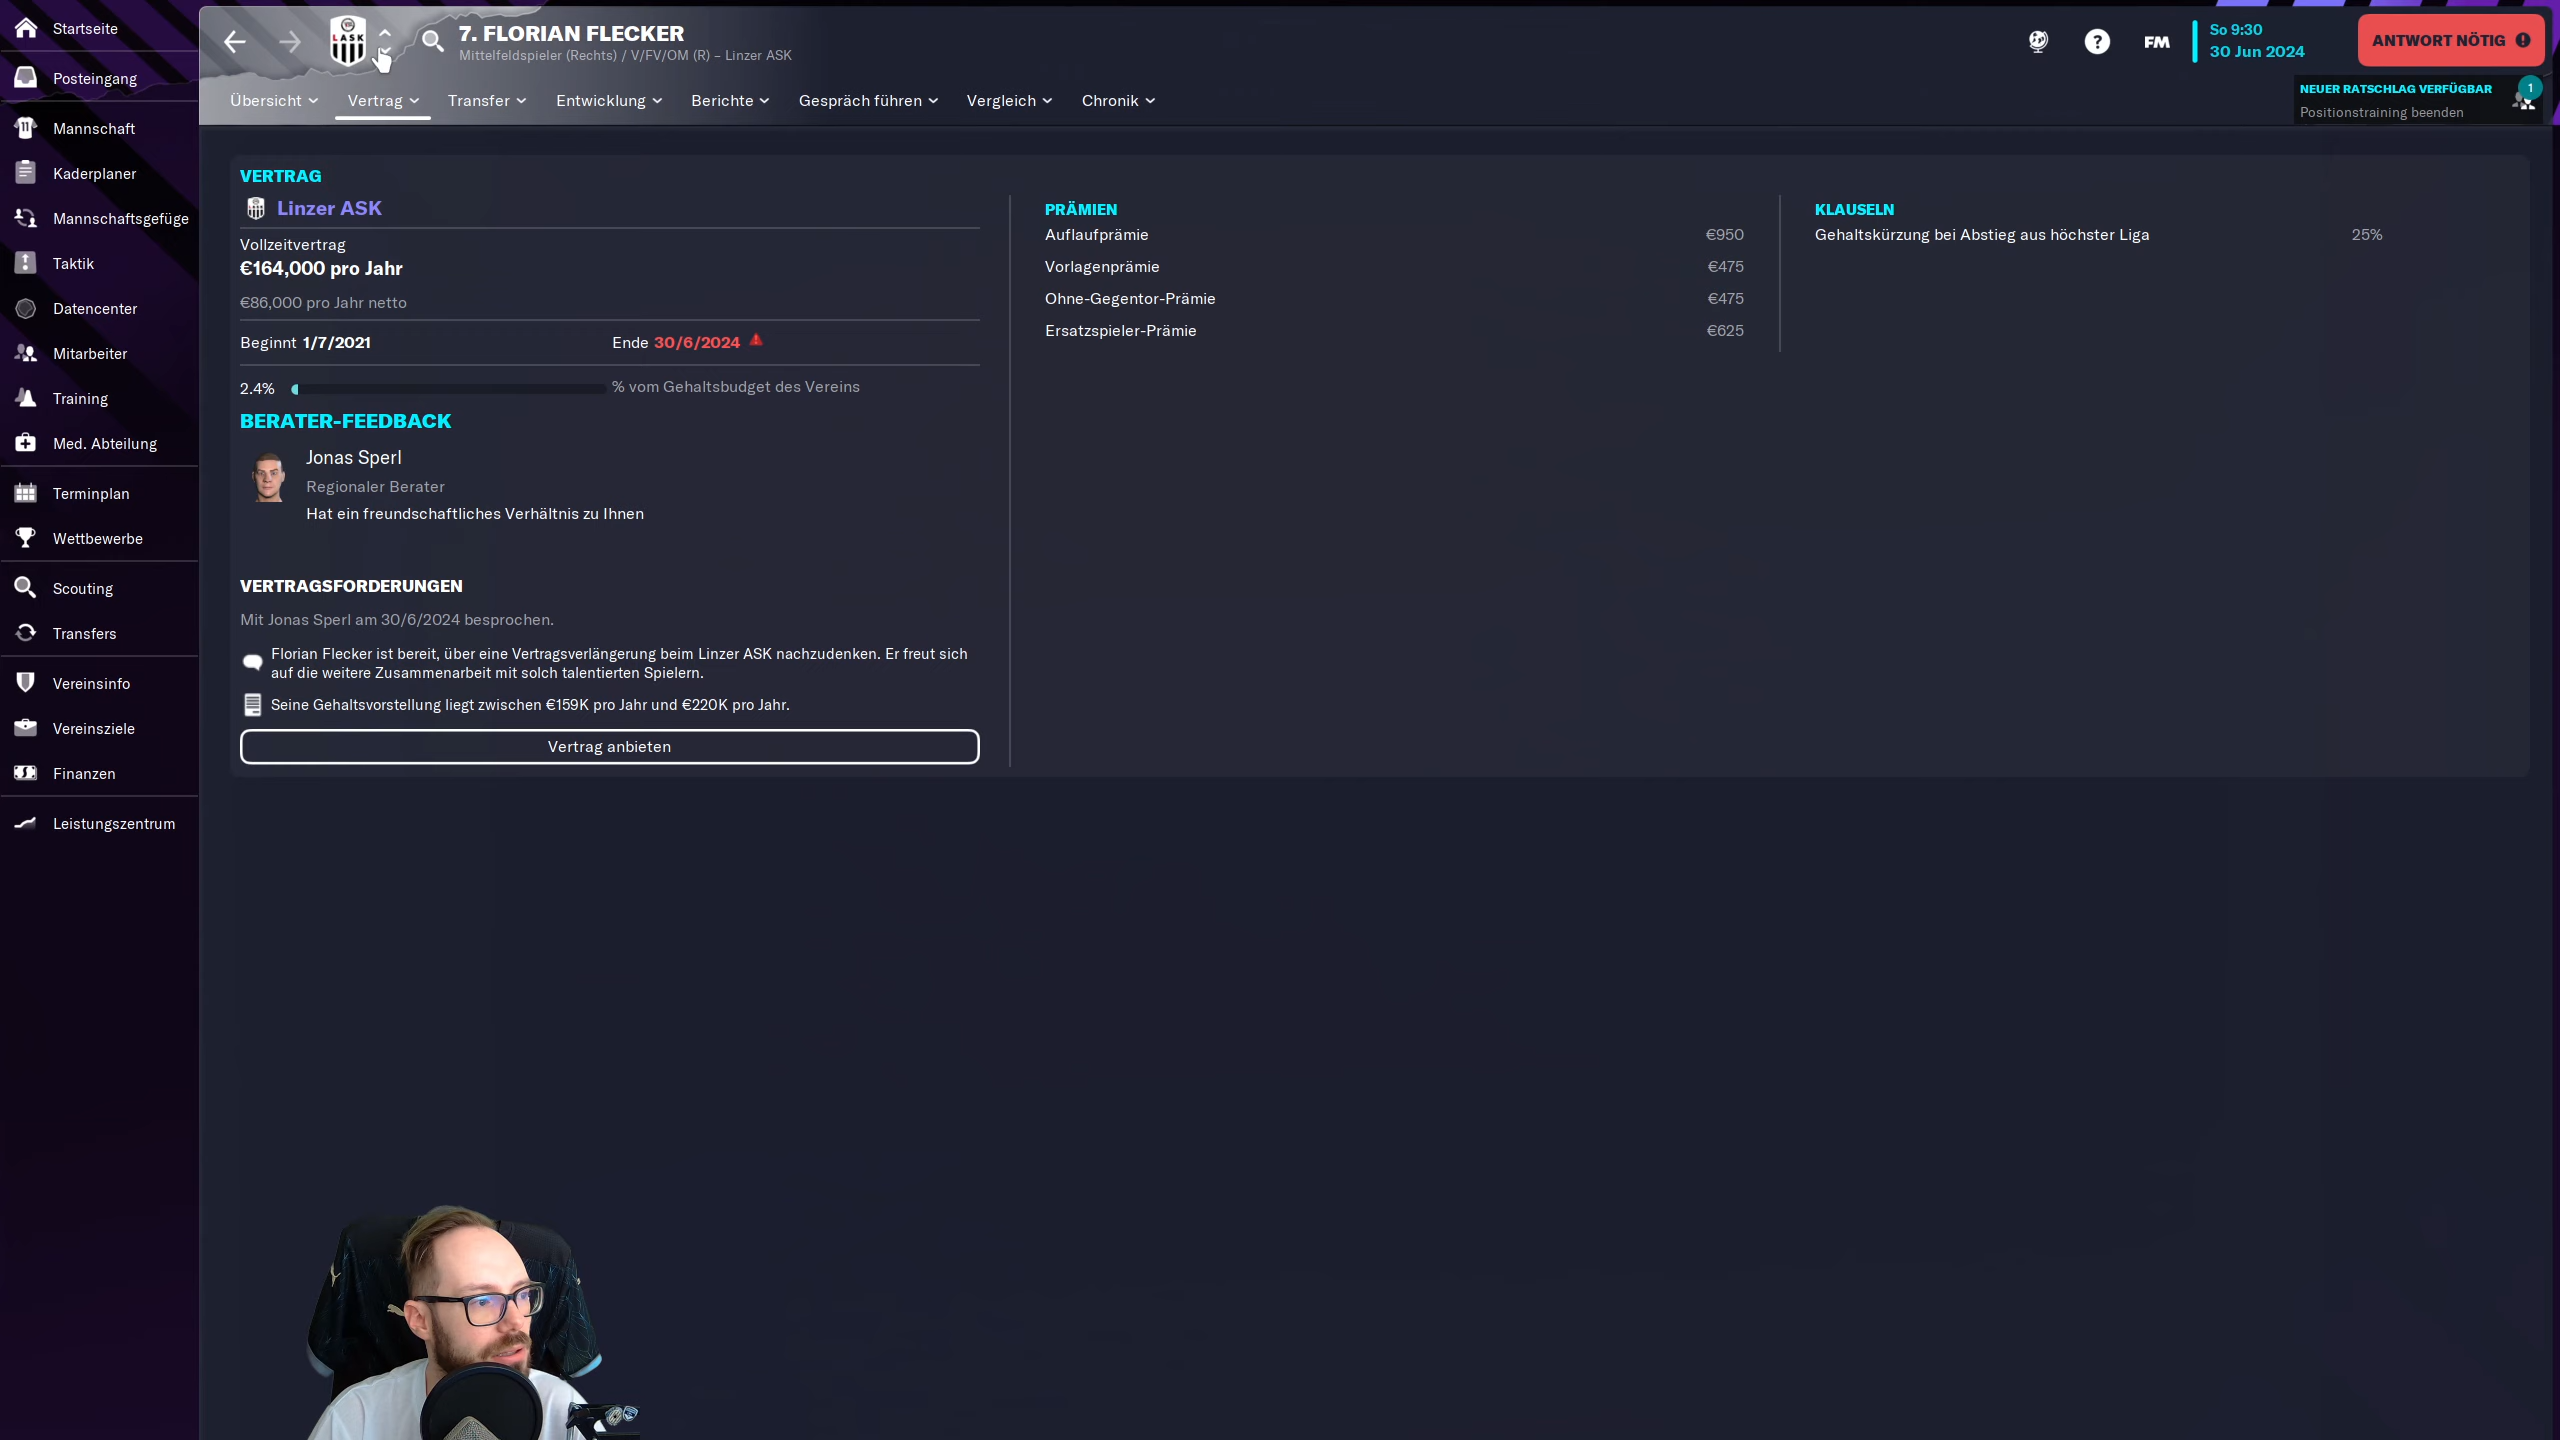 Startseite
Posteingang
Mannschaft
Kaderplaner
Mannschaftsgefüge
Taktik
Datencenter
Mitarbeiter
Training
Med. Abteilung
Terminplan
Wettbewerbe
Scouting
Transfers
Vereinsinfo
Vereinsziele
Finanzen
Leistungszentrum
LASK
7. FLORIAN FLECKER
Mittelfeldspieler (Rechts) / V/FV/OM (R) – Linzer ASK
?
FM
So 9:30
30 Jun 2024
ANTWORT NÖTIG
Übersicht
Vertrag
Transfer
Entwicklung
Berichte
Gespräch führen
Vergleich
Chronik
NEUER RATSCHLAG VERFÜGBAR
Positionstraining beenden
1
VERTRAG
Linzer ASK
Vollzeitvertrag
€164,000 pro Jahr
€86,000 pro Jahr netto
Beginnt 1/7/2021
Ende 30/6/2024
2.4%
% vom Gehaltsbudget des Vereins
BERATER-FEEDBACK
Jonas Sperl
Regionaler Berater
Hat ein freundschaftliches Verhältnis zu Ihnen
VERTRAGSFORDERUNGEN
Mit Jonas Sperl am 30/6/2024 besprochen.
Florian Flecker ist bereit, über eine Vertragsverlängerung beim Linzer ASK nachzudenken. Er freut sich
auf die weitere Zusammenarbeit mit solch talentierten Spielern.
Seine Gehaltsvorstellung liegt zwischen €159K pro Jahr und €220K pro Jahr.
Vertrag anbieten
PRÄMIEN
Auflaufprämie €950
Vorlagenprämie €475
Ohne-Gegentor-Prämie €475
Ersatzspieler-Prämie €625
KLAUSELN
Gehaltskürzung bei Abstieg aus höchster Liga 25%